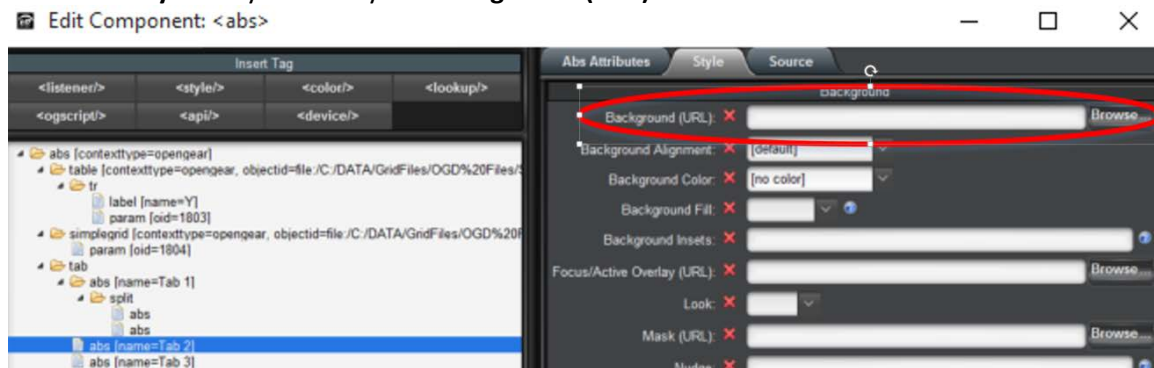 Edit Component: <abs>
Insert Tag
<listener/> <style/> <color/> <lookup/>
<ogscript/> <api/> <device/>
abs [contexttype=opengear]
table [contexttype=opengear, objectid=file:/C:/DATA/GridFiles/OGD%20Files/
tr
label [name=Y]
param [oid=1803]
simplegrid [contexttype=opengear, objectid=file:/C:/DATA/GridFiles/OGD%20
param [oid=1804]
tab
abs [name=Tab 1]
split
abs
abs
abs [name=Tab 2]
abs [name=Tab 3]
Abs Attributes Style Source
Background
Background (URL): Browse...
Background Alignment: [default]
Background Color: [no color]
Background Fill:
Background Insets:
Focus/Active Overlay (URL): Browse...
Look:
Mask (URL): Browse...
Nudge: